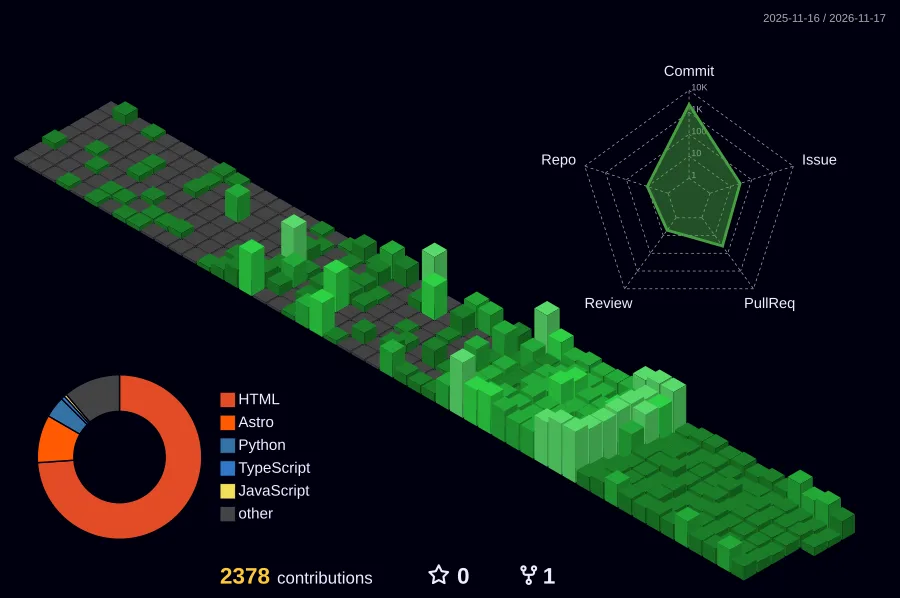 2025-11-16 / 2026-11-17
Commit
10K
1K
100
10
1
Repo
Issue
Review
PullReq
HTML
Astro
Python
TypeScript
JavaScript
other
2378 contributions
0
1